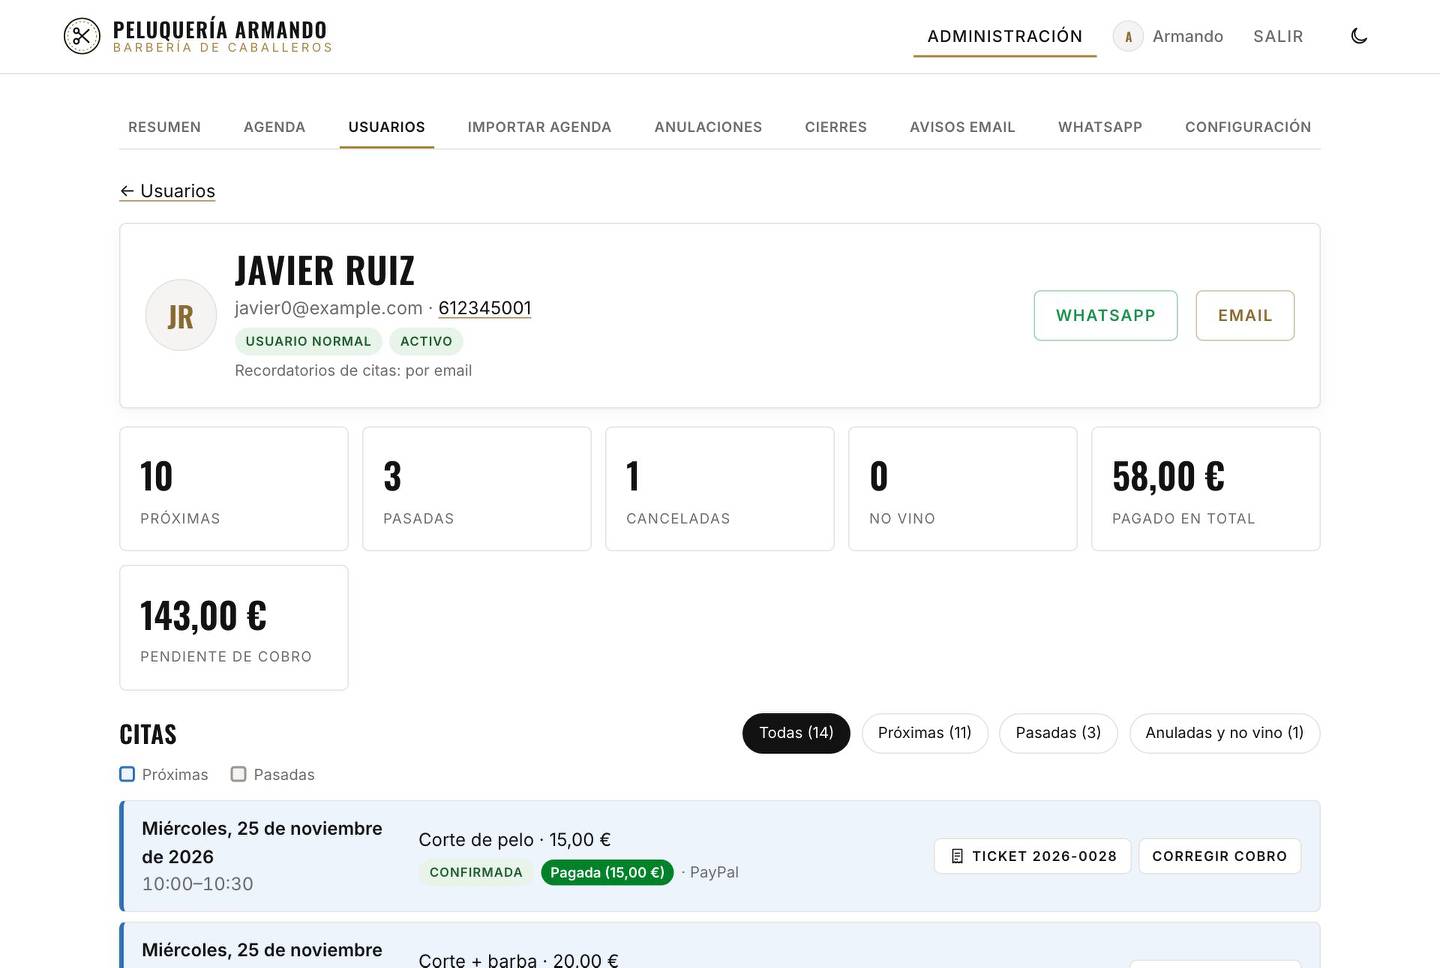 PELUQUERÍA ARMANDO
BARBERÍA DE CABALLEROS
ADMINISTRACIÓN
A
Armando
SALIR
RESUMEN
AGENDA
USUARIOS
IMPORTAR AGENDA
ANULACIONES
CIERRES
AVISOS EMAIL
WHATSAPP
CONFIGURACIÓN
← Usuarios
JR
JAVIER RUIZ
javier0@example.com · 612345001
USUARIO NORMAL
ACTIVO
Recordatorios de citas: por email
WHATSAPP
EMAIL
10
PRÓXIMAS
3
PASADAS
1
CANCELADAS
0
NO VINO
58,00 €
PAGADO EN TOTAL
143,00 €
PENDIENTE DE COBRO
CITAS
Todas (14)
Próximas (11)
Pasadas (3)
Anuladas y no vino (1)
Próximas
Pasadas
Miércoles, 25 de noviembre
de 2026
10:00–10:30
Corte de pelo · 15,00 €
CONFIRMADA
Pagada (15,00 €)
· PayPal
TICKET 2026-0028
CORREGIR COBRO
Miércoles, 25 de noviembre
Corte + barba · 20,00 €